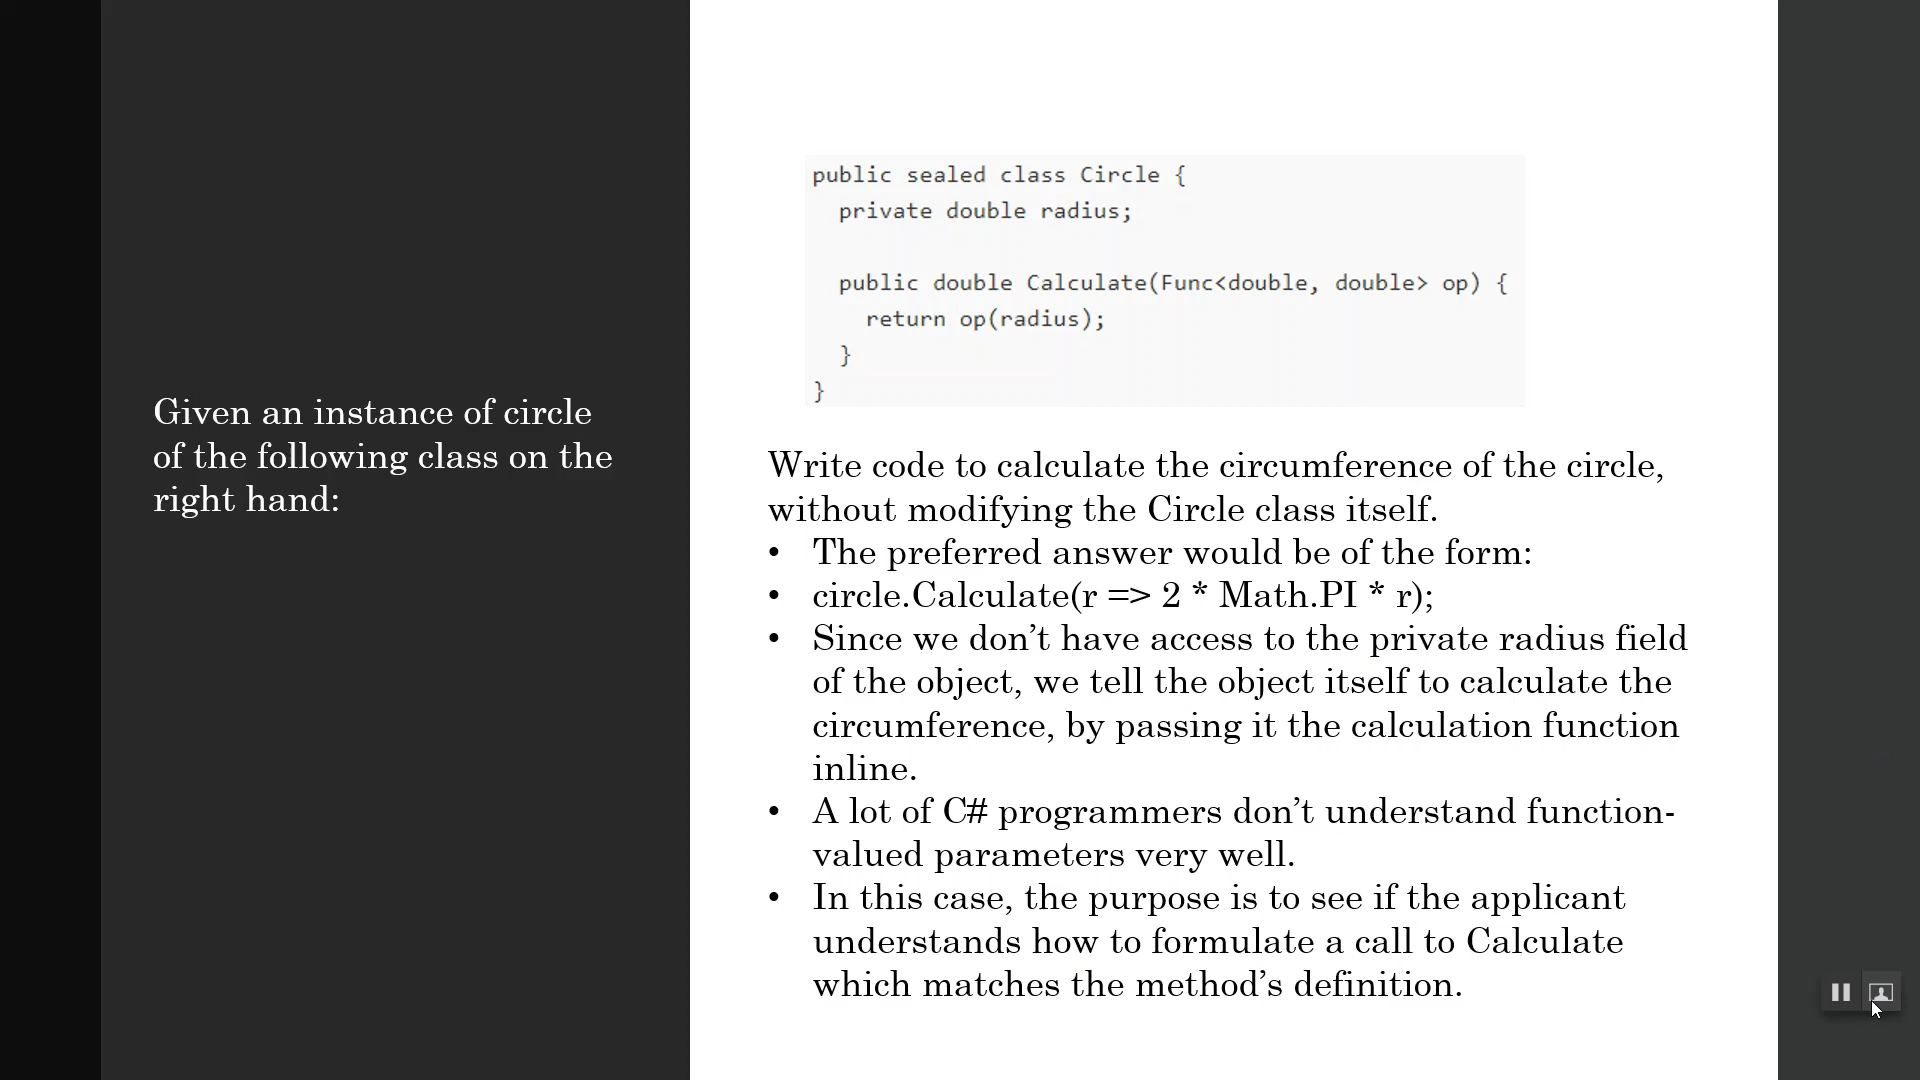 Given an instance of circle
of the following class on the
right hand:
public sealed class Circle {
  private double radius;

  public double Calculate(Func<double, double> op) {
    return op(radius);
  }
}
Write code to calculate the circumference of the circle,
without modifying the Circle class itself.
• The preferred answer would be of the form:
• circle.Calculate(r => 2 * Math.PI * r);
• Since we don’t have access to the private radius field
of the object, we tell the object itself to calculate the
circumference, by passing it the calculation function
inline.
• A lot of C# programmers don’t understand function-
valued parameters very well.
• In this case, the purpose is to see if the applicant
understands how to formulate a call to Calculate
which matches the method’s definition.